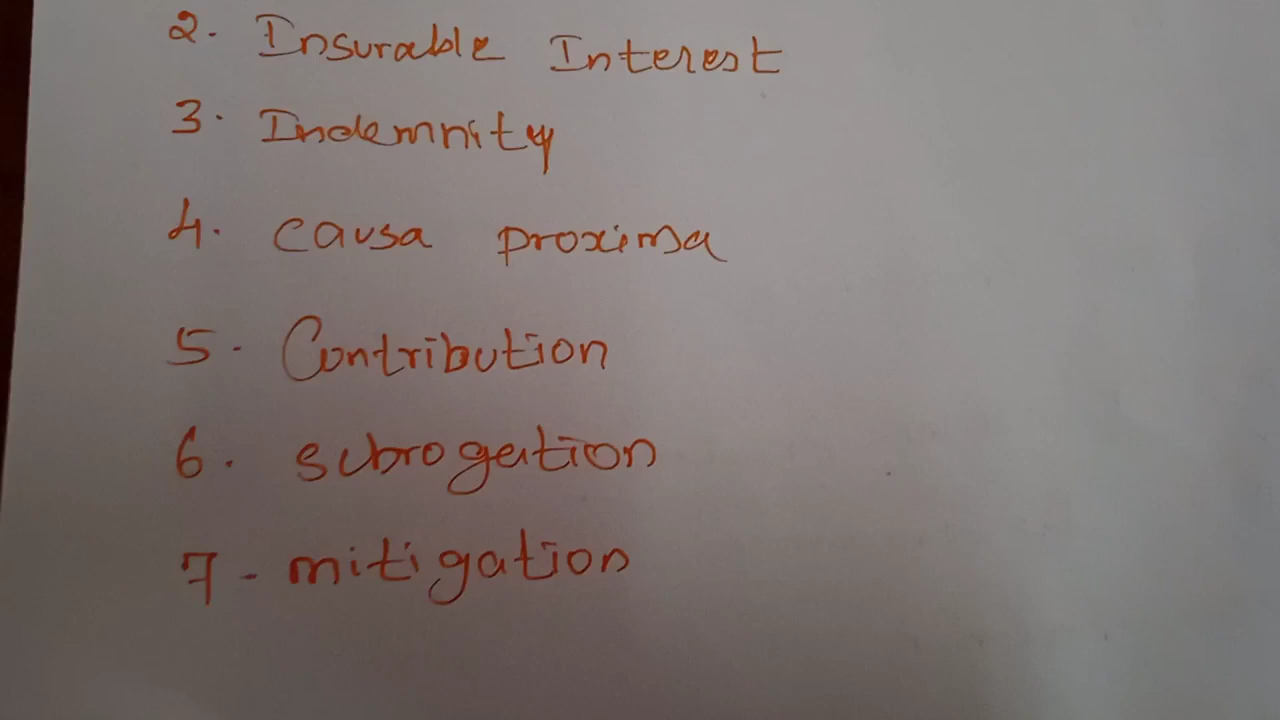 2. Insurable Interest
3. Indemnity
4. causa proxima
5. Contribution
6. subrogation
7- mitigation